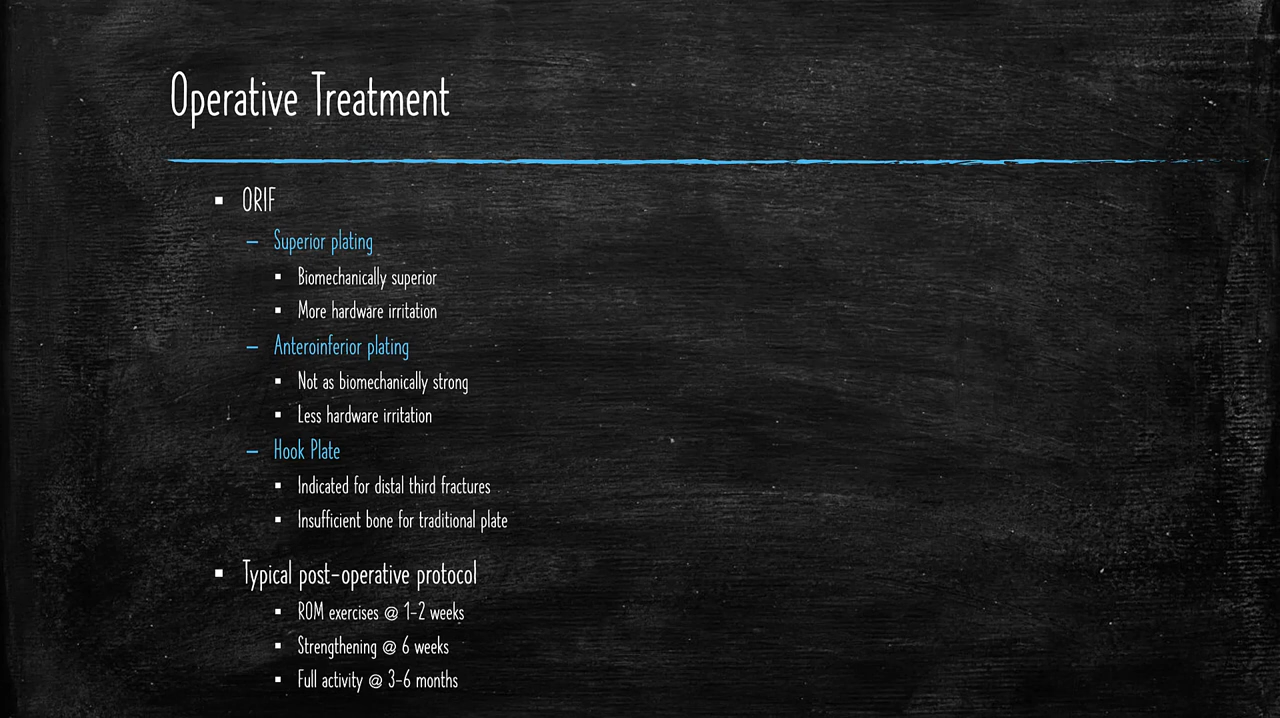 Operative Treatment
▪ ORIF
– Superior plating
▪ Biomechanically superior
▪ More hardware irritation
– Anteroinferior plating
▪ Not as biomechanically strong
▪ Less hardware irritation
– Hook Plate
▪ Indicated for distal third fractures
▪ Insufficient bone for traditional plate
▪ Typical post-operative protocol
▪ ROM exercises @ 1-2 weeks
▪ Strengthening @ 6 weeks
▪ Full activity @ 3-6 months